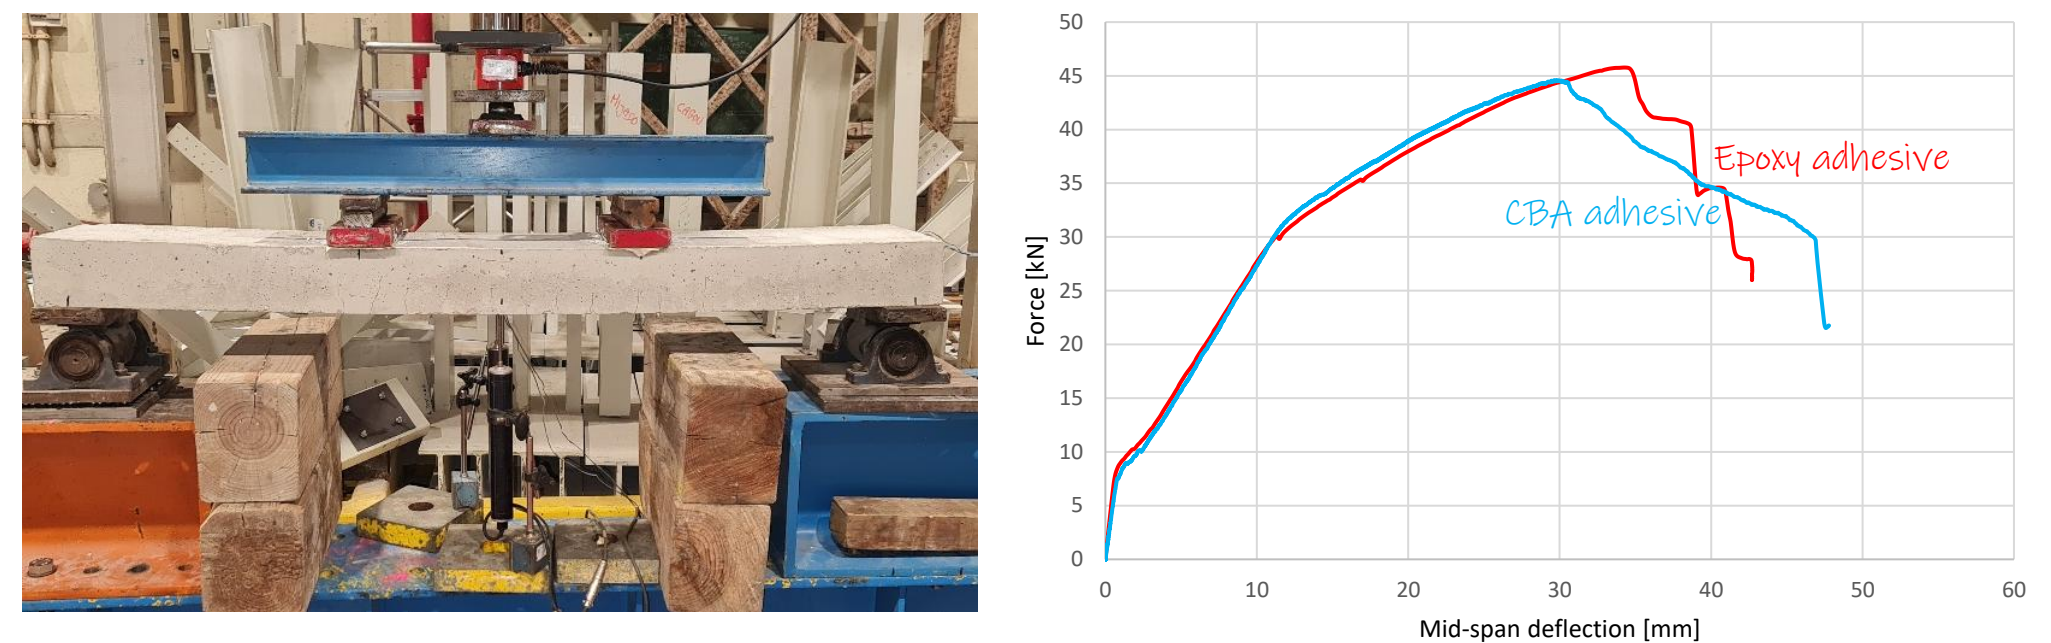 50
45
40
35
30
25
20
15
10
5
0
Force [kN]
Epoxy adhesive
CBA adhesive
0 10 20 30 40 50 60
Mid-span deflection [mm]